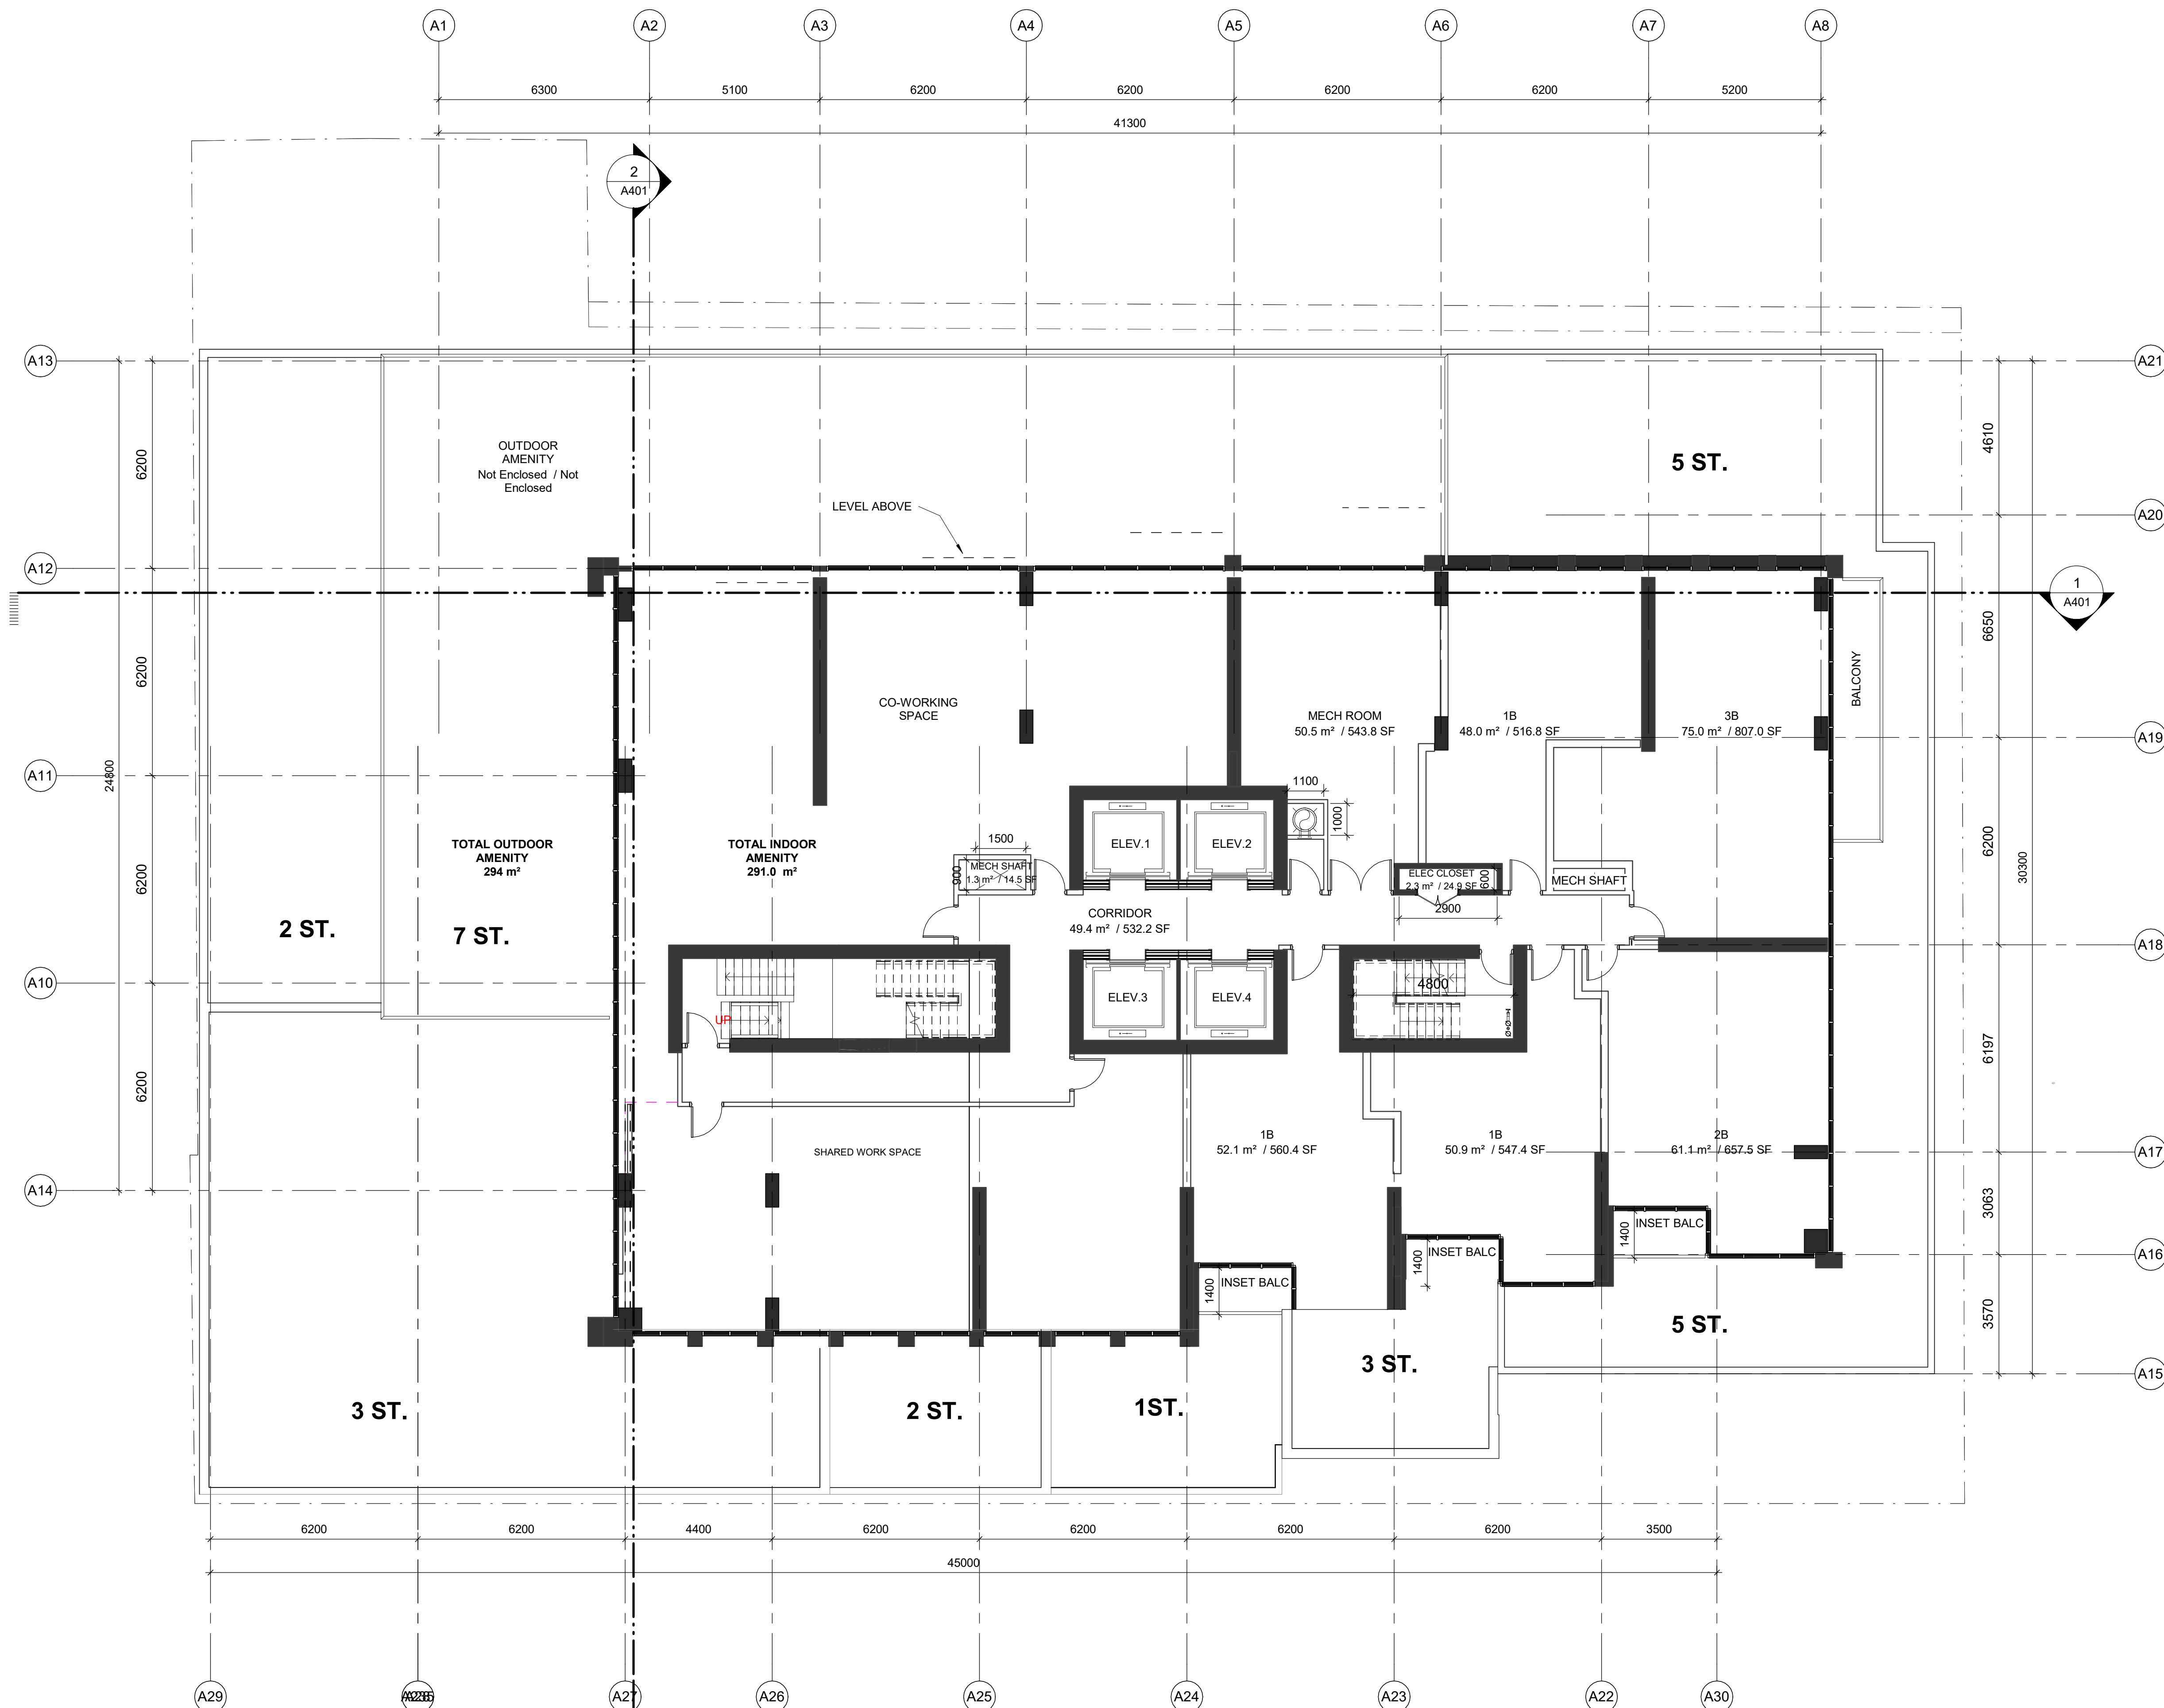 A1 A2 A3 A4 A5 A6 A7 A8
6300 5100 6200 6200 6200 6200 5200
41300
2
A401
A13
A21
6200
4610
OUTDOOR
AMENITY
Not Enclosed / Not
Enclosed
5 ST.
LEVEL ABOVE
A20
A12
1
A401
24800
6200
6650
30300
BALCONY
CO-WORKING
SPACE
MECH ROOM
50.5 m² / 543.8 SF
1B
48.0 m² / 516.8 SF
3B
75.0 m² / 807.0 SF
A19
A11
1100
1000
TOTAL OUTDOOR
AMENITY
294 m²
TOTAL INDOOR
AMENITY
291.0 m²
1500
900
MECH SHAFT
1.3 m² / 14.5 SF
ELEV.1
ELEV.2
ELEC CLOSET
2.3 m² / 24.9 SF
600
2900
MECH SHAFT
6200
6200
2 ST.
7 ST.
CORRIDOR
49.4 m² / 532.2 SF
A18
A10
UP
ELEV.3
ELEV.4
4800
6200
6197
SHARED WORK SPACE
1B
52.1 m² / 560.4 SF
1B
50.9 m² / 547.4 SF
2B
61.1 m² / 657.5 SF
A17
A14
3063
1400
INSET BALC
1400
INSET BALC
1400
INSET BALC
A16
3570
5 ST.
3 ST.
A15
3 ST.
2 ST.
1ST.
6200 6200 4400 6200 6200 6200 6200 3500
45000
A29 A27 A26 A25 A24 A23 A22 A30